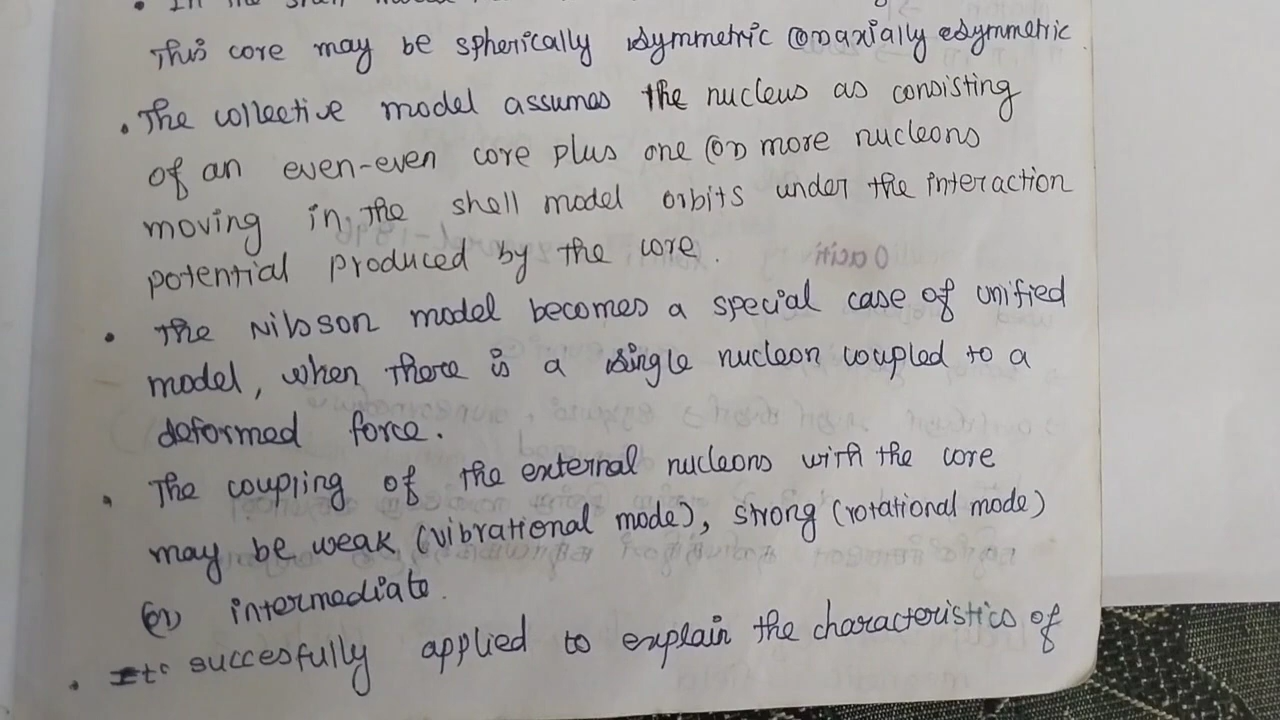 • In the shell
This core may be spherically symmetric (or) axially asymmetric.
• The collective model assumes the nucleus as consisting
of an even-even core plus one (or) more nucleons
moving in the shell model orbits under the interaction
potential produced by the core.
• The Nilsson model becomes a special case of unified
model, when there is a single nucleon coupled to a
deformed force.
• The coupling of the external nucleons with the core
may be weak (vibrational mode), strong (rotational mode)
(or) intermediate.
• It succesfully applied to explain the characteristics of